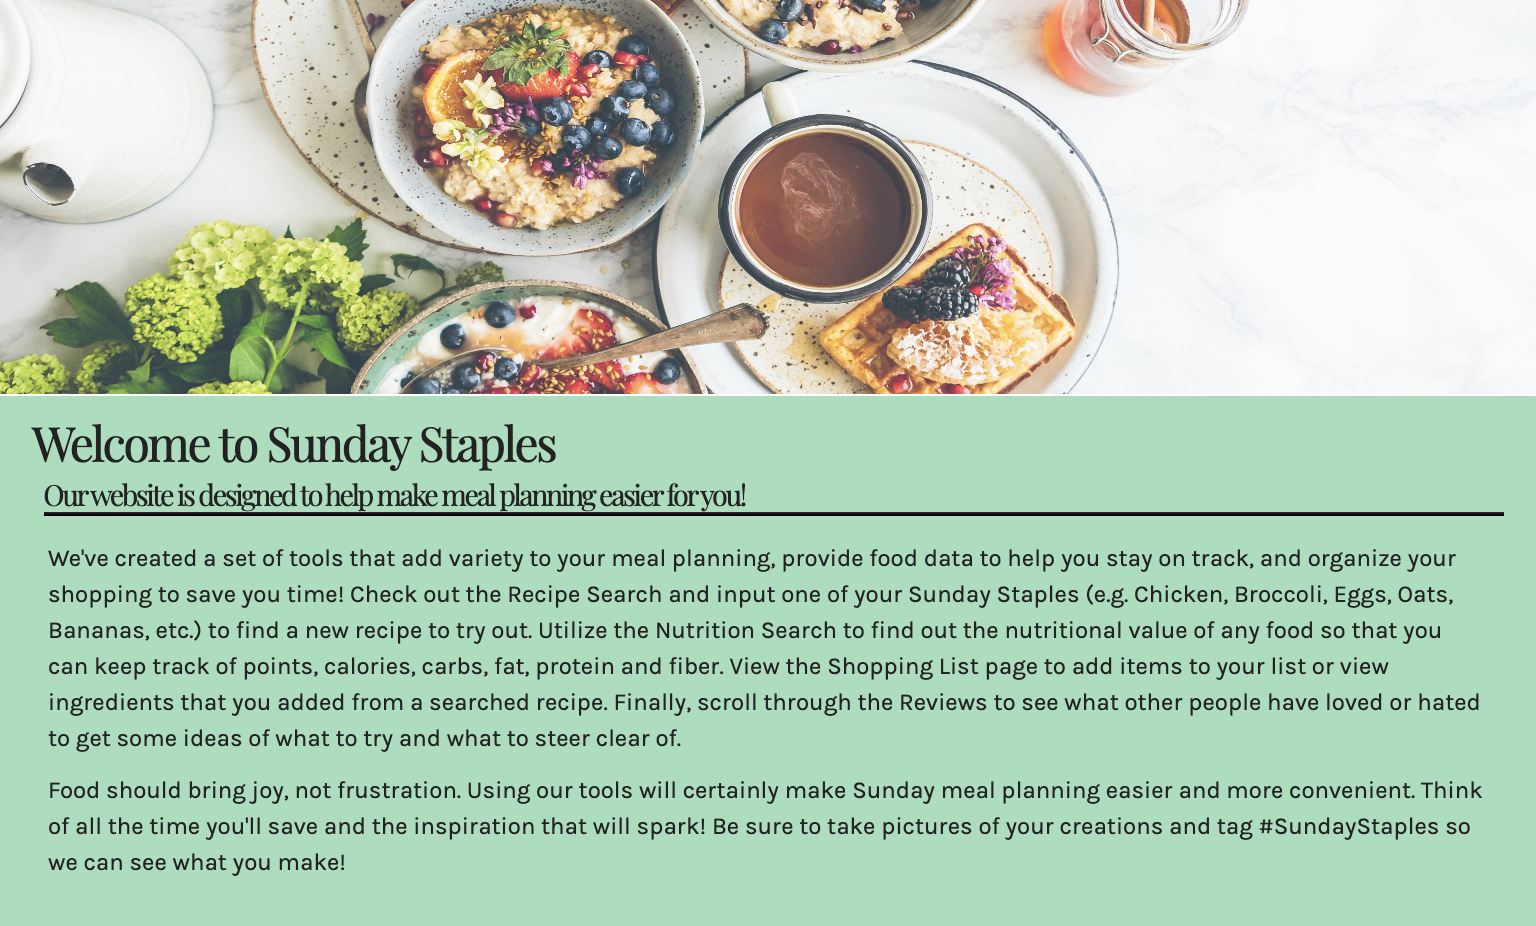 Welcome to Sunday Staples
Our website is designed to help make meal planning easier for you!
We've created a set of tools that add variety to your meal planning, provide food data to help you stay on track, and organize your
shopping to save you time! Check out the Recipe Search and input one of your Sunday Staples (e.g. Chicken, Broccoli, Eggs, Oats,
Bananas, etc.) to find a new recipe to try out. Utilize the Nutrition Search to find out the nutritional value of any food so that you
can keep track of points, calories, carbs, fat, protein and fiber. View the Shopping List page to add items to your list or view
ingredients that you added from a searched recipe. Finally, scroll through the Reviews to see what other people have loved or hated
to get some ideas of what to try and what to steer clear of.
Food should bring joy, not frustration. Using our tools will certainly make Sunday meal planning easier and more convenient. Think
of all the time you'll save and the inspiration that will spark! Be sure to take pictures of your creations and tag #SundayStaples so
we can see what you make!